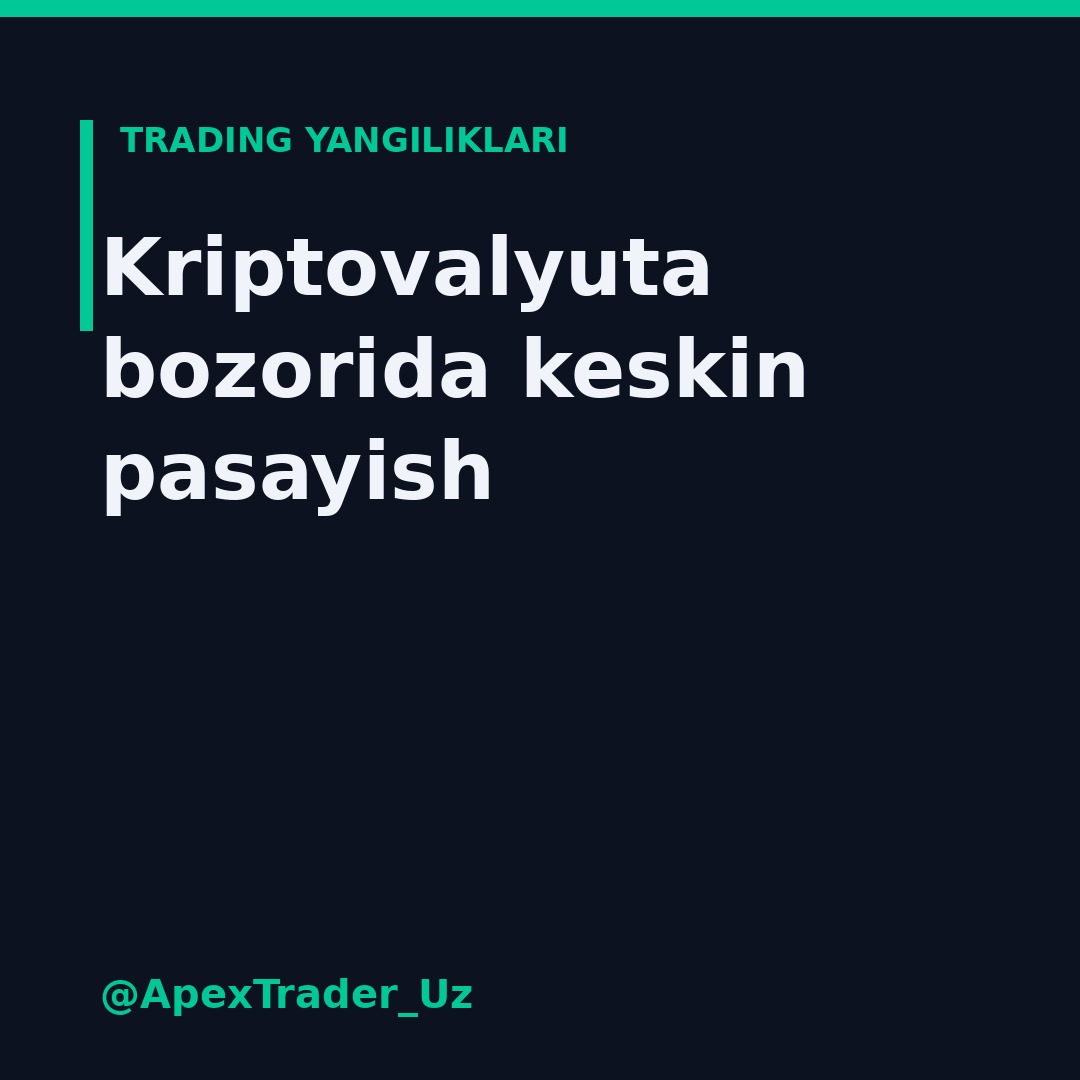 TRADING YANGILIKLARI
Kriptovalyuta
bozorida keskin
pasayish
@ApexTrader_Uz